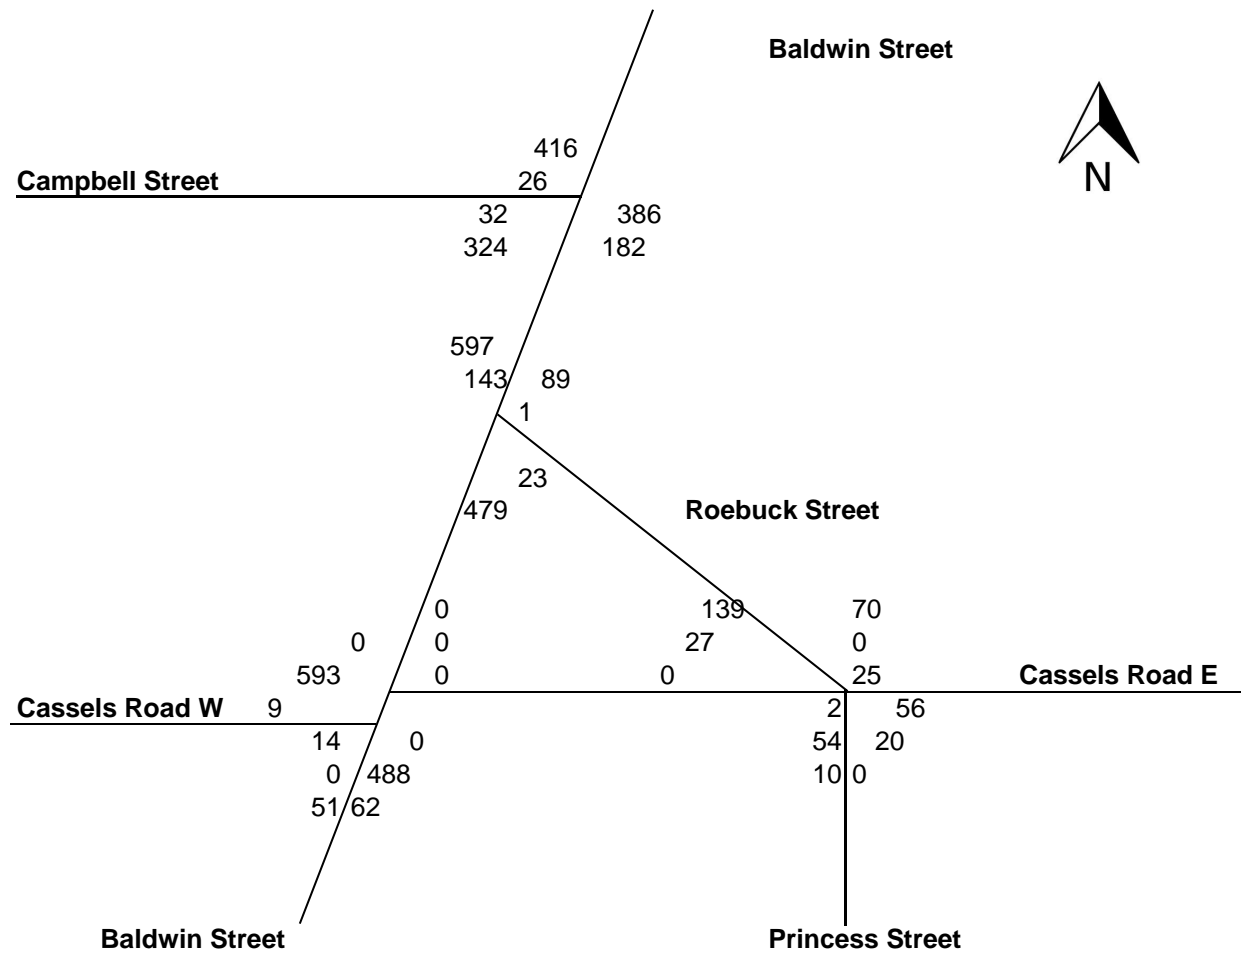 Baldwin Street
416
Campbell Street 26
N
32 386
324 182
597
143 89
1
23
479 Roebuck Street
0 139 70
0 0 27 0
593 0 0 25 Cassels Road E
Cassels Road W 9 2 56
14 0 54 20
0 488 10 0
51 62
Baldwin Street Princess Street